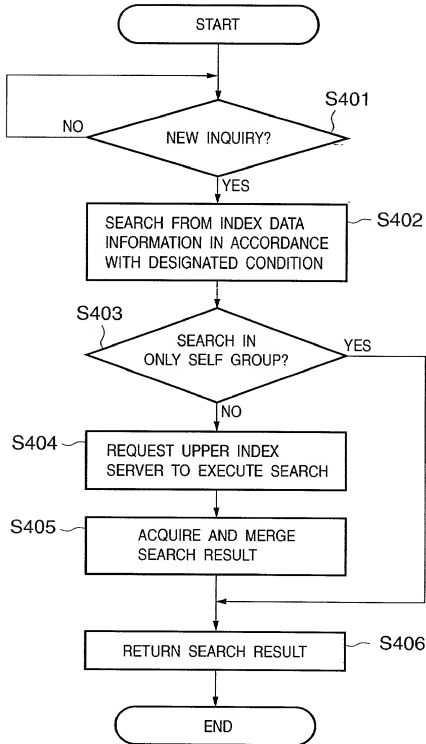 START
S401
NO
NEW INQUIRY?
YES
SEARCH FROM INDEX DATA
INFORMATION IN ACCORDANCE
WITH DESIGNATED CONDITION
S402
S403
SEARCH IN
ONLY SELF GROUP?
YES
NO
S404
REQUEST UPPER INDEX
SERVER TO EXECUTE SEARCH
S405
ACQUIRE AND MERGE
SEARCH RESULT
RETURN SEARCH RESULT
S406
END